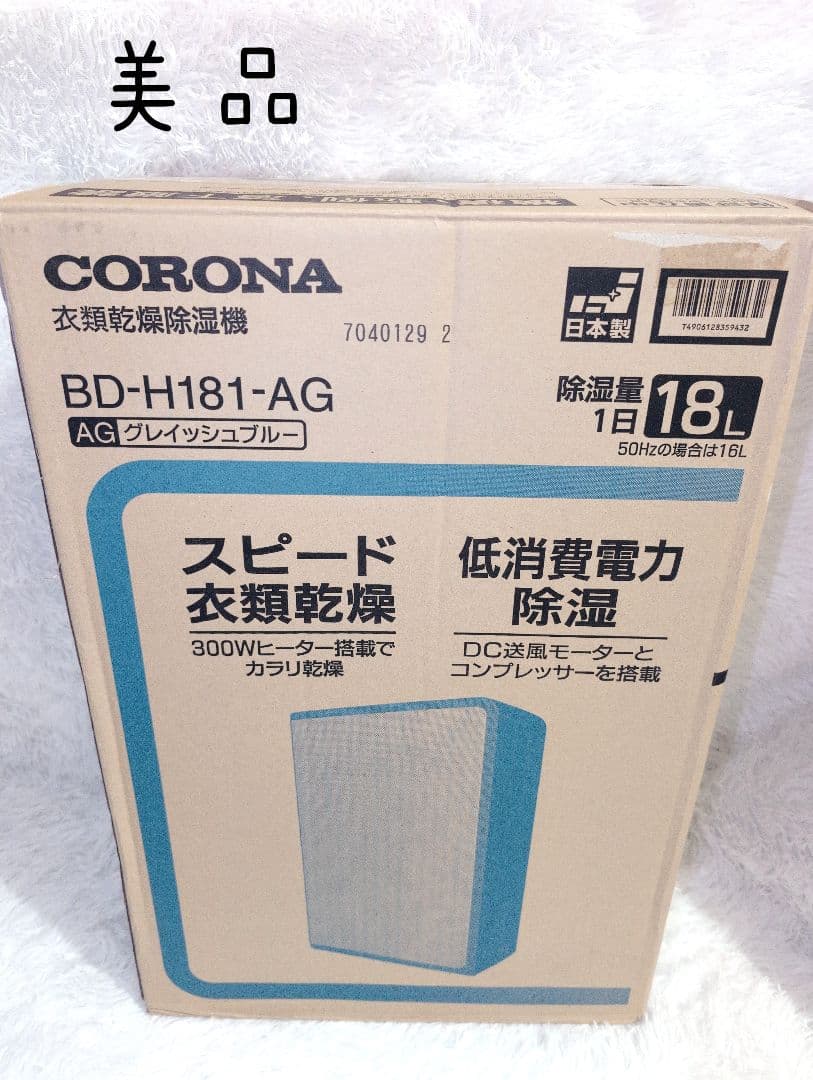 美品
CORONA
衣類乾燥除湿機
7040129 2
日本製
T4906128359432
BD-H181-AG
AG グレイッシュブルー
除湿量
1日 18L
50Hzの場合は16L
スピード
衣類乾燥
300Wヒーター搭載で
カラリ乾燥
低消費電力
除湿
DC送風モーターと
コンプレッサーを搭載